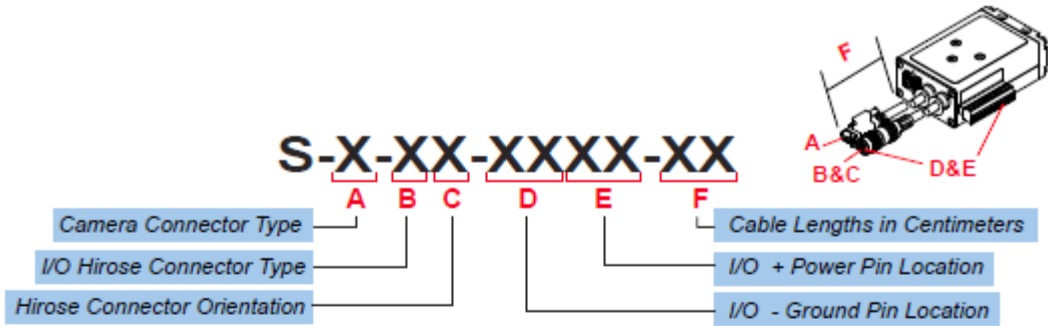 F
A
B&C
D&E
S-X-XX-XXXX-XX
A B C D E F
Camera Connector Type
Cable Lengths in Centimeters
I/O Hirose Connector Type
I/O + Power Pin Location
Hirose Connector Orientation
I/O - Ground Pin Location